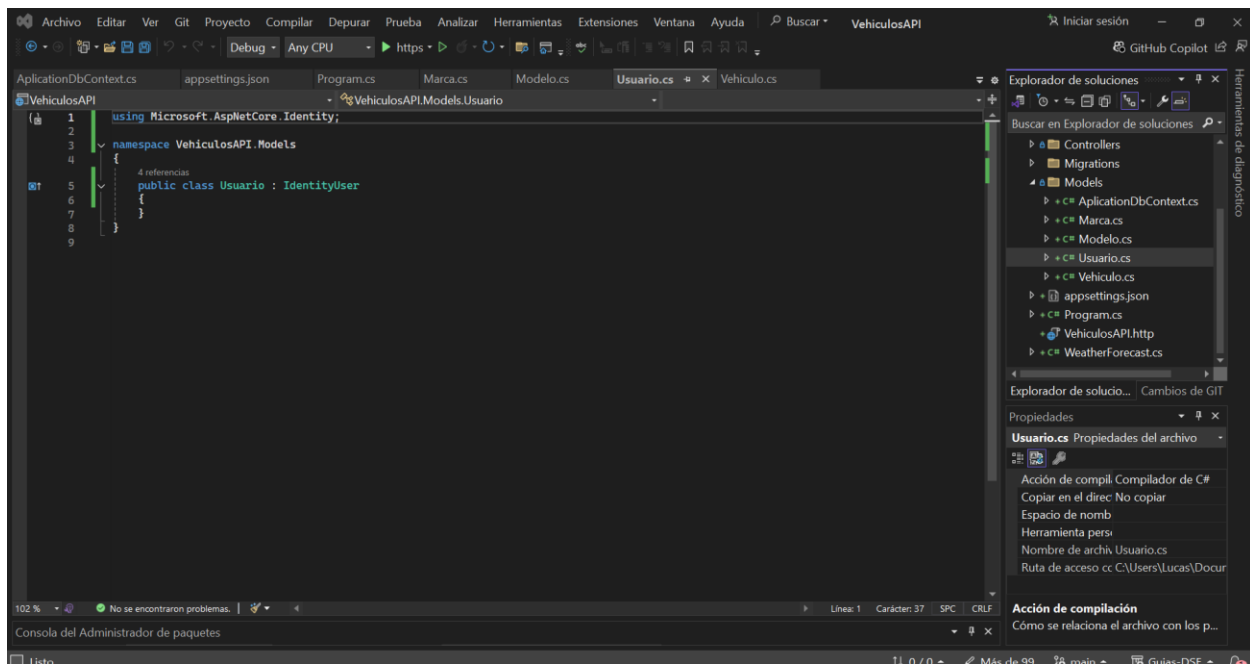 Archivo Editar Ver Git Proyecto Compilar Depurar Prueba Analizar Herramientas Extensiones Ventana Ayuda Buscar VehiculosAPI Iniciar sesión
Debug Any CPU https GitHub Copilot
AplicationDbContext.cs appsettings.json Program.cs Marca.cs Modelo.cs Usuario.cs Vehiculo.cs
VehiculosAPI VehiculosAPI.Models.Usuario
1 using Microsoft.AspNetCore.Identity;
2
3 namespace VehiculosAPI.Models
4 {
4 referencias
5 public class Usuario : IdentityUser
6 {
7 }
8 }
9
102 % No se encontraron problemas. Línea: 1 Carácter: 37 SPC CRLF
Consola del Administrador de paquetes
Explorador de soluciones
Buscar en Explorador de soluciones
Controllers
Migrations
Models
C# AplicationDbContext.cs
C# Marca.cs
C# Modelo.cs
C# Usuario.cs
C# Vehiculo.cs
appsettings.json
C# Program.cs
VehiculosAPI.http
C# WeatherForecast.cs
Explorador de solucio... Cambios de GIT
Propiedades
Usuario.cs Propiedades del archivo
Acción de compil Compilador de C#
Copiar en el direc No copiar
Espacio de nomb
Herramienta pers
Nombre de archiv Usuario.cs
Ruta de acceso cc C:\Users\Lucas\Docur
Acción de compilación
Cómo se relaciona el archivo con los p...
Herramientas de diagnóstico
Listo 0 / 0 Más de 99 main Guias-DSF